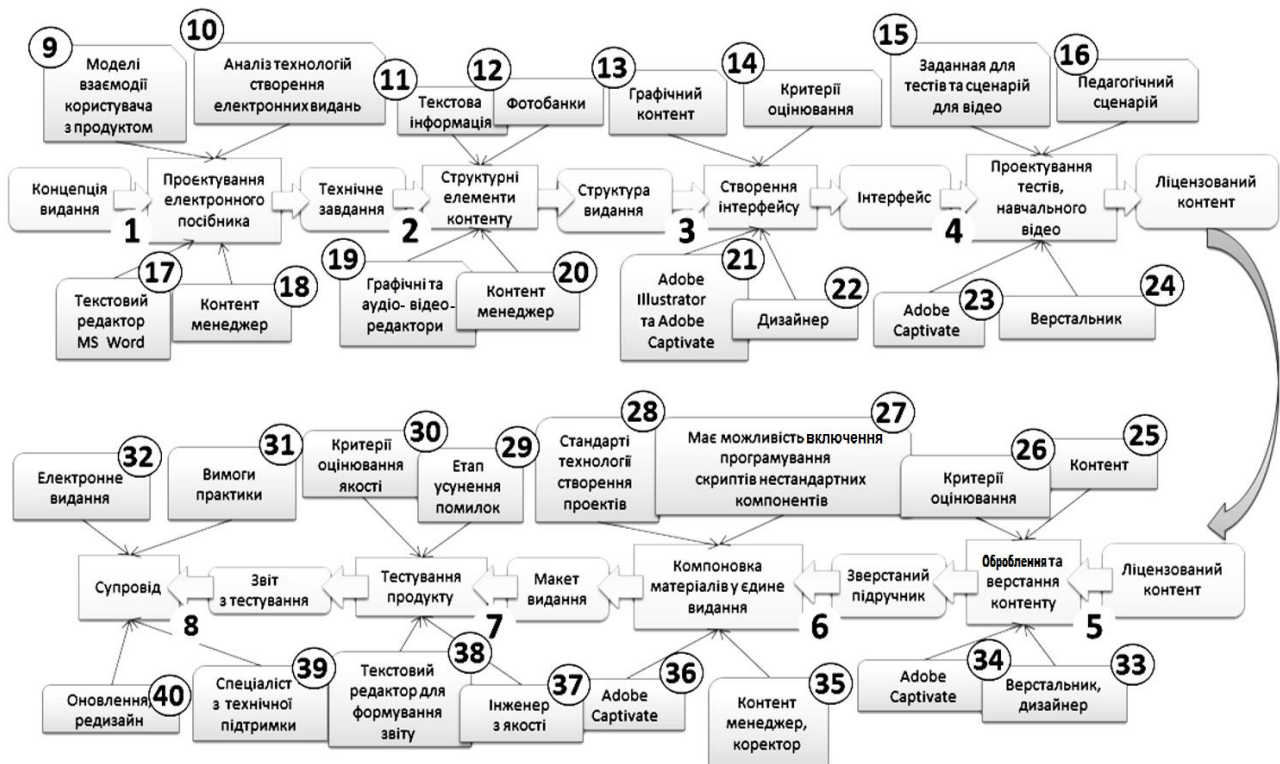 9
Моделі
взаємодії
користувача
з продуктом
10
Аналіз технологій
створення
електронних видань
11
Текстова
інформація
12
Фотобанки
13
Графічний
контент
14
Критерії
оцінювання
15
Заданная для
тестів та сценарій
для відео
16
Педагогічний
сценарій
Концепція
видання
1
Проєктування
електронного
посібника
Технічне
завдання
2
Структурні
елементи
контенту
Структура
видання
3
Створення
інтерфейсу
Інтерфейс
4
Проектування
тестів,
навчального
відео
Ліцензований
контент
17
Текстовий
редактор
MS Word
18
Контент
менеджер
19
Графічні та
аудіо- відео-
редактори
20
Контент
менеджер
21
Adobe
Illustrator
та Adobe
Captivate
22
Дизайнер
23
Adobe
Captivate
24
Верстальник
32
Електронне
видання
31
Вимоги
практики
30
Критерії
оцінювання
якості
29
Етап
усунення
помилок
28
Стандарті
технології
створення
проектів
27
Має можливість включення
програмування
скриптів нестандартних
компонентів
26
Критерії
оцінювання
25
Контент
Супровід
8
Звіт
з тестування
Тестування
продукту
7
Макет
видання
Компоновка
матеріалів у єдине
видання
6
Зверстаний
підручник
Оброблення та
верстання
контенту
5
Ліцензований
контент
40
Оновлення,
редизайн
39
Спеціаліст
з технічної
підтримки
38
Текстовий
редактор для
формування
звіту
37
Інженер
з якості
36
Adobe
Captivate
35
Контент
менеджер,
коректор
34
Adobe
Captivate
33
Верстальник,
дизайнер